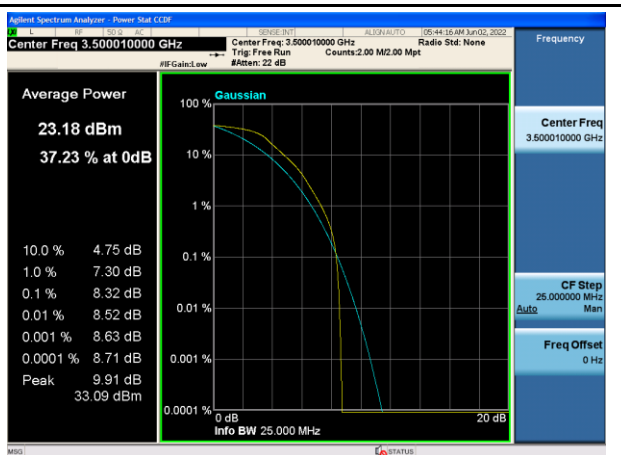 Agilent Spectrum Analyzer - Power Stat CCDF
L RF 50 Ω AC SENSE:INT ALIGN AUTO 05:44:16 AM Jun 02, 2022
Center Freq 3.500010000 GHz
Center Freq: 3.500010000 GHz Radio Std: None
Trig: Free Run Counts:2.00 M/2.00 Mpt
#IFGain:Low #Atten: 22 dB
Frequency
Average Power
23.18 dBm
37.23 % at 0dB
10.0 % 4.75 dB
1.0 % 7.30 dB
0.1 % 8.32 dB
0.01 % 8.52 dB
0.001 % 8.63 dB
0.0001 % 8.71 dB
Peak 9.91 dB
33.09 dBm
Gaussian
100 %
10 %
1 %
0.1 %
0.01 %
0.001 %
0.0001 %
0 dB 20 dB
Info BW 25.000 MHz
Center Freq
3.500010000 GHz
CF Step
25.000000 MHz
Auto Man
Freq Offset
0 Hz
MSG STATUS